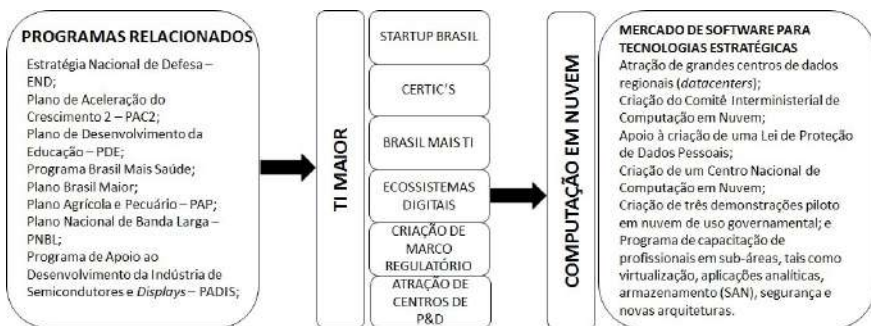 PROGRAMAS RELACIONADOS
Estratégia Nacional de Defesa –
END;
Plano de Aceleração do
Crescimento 2 – PAC2;
Plano de Desenvolvimento da
Educação – PDE;
Programa Brasil Mais Saúde;
Plano Brasil Maior;
Plano Agrícola e Pecuário – PAP;
Plano Nacional de Banda Larga –
PNBL;
Programa de Apoio ao
Desenvolvimento da Indústria de
Semicondutores e Displays – PADIS;
TI MAIOR
STARTUP BRASIL
CERTIC'S
BRASIL MAIS TI
ECOSSISTEMAS
DIGITAIS
CRIAÇÃO DE
MARCO
REGULATÓRIO
ATRAÇÃO DE
CENTROS DE
P&D
COMPUTAÇÃO EM NUVEM
MERCADO DE SOFTWARE PARA
TECNOLOGIAS ESTRATÉGICAS
Atração de grandes centros de dados
regionais (datacenters);
Criação do Comitê Interministerial de
Computação em Nuvem;
Apoio à criação de uma Lei de Proteção
de Dados Pessoais;
Criação de um Centro Nacional de
Computação em Nuvem;
Criação de três demonstrações piloto
em nuvem de uso governamental; e
Programa de capacitação de
profissionais em sub-áreas, tais como
virtualização, aplicações analíticas,
armazenamento (SAN), segurança e
novas arquiteturas.